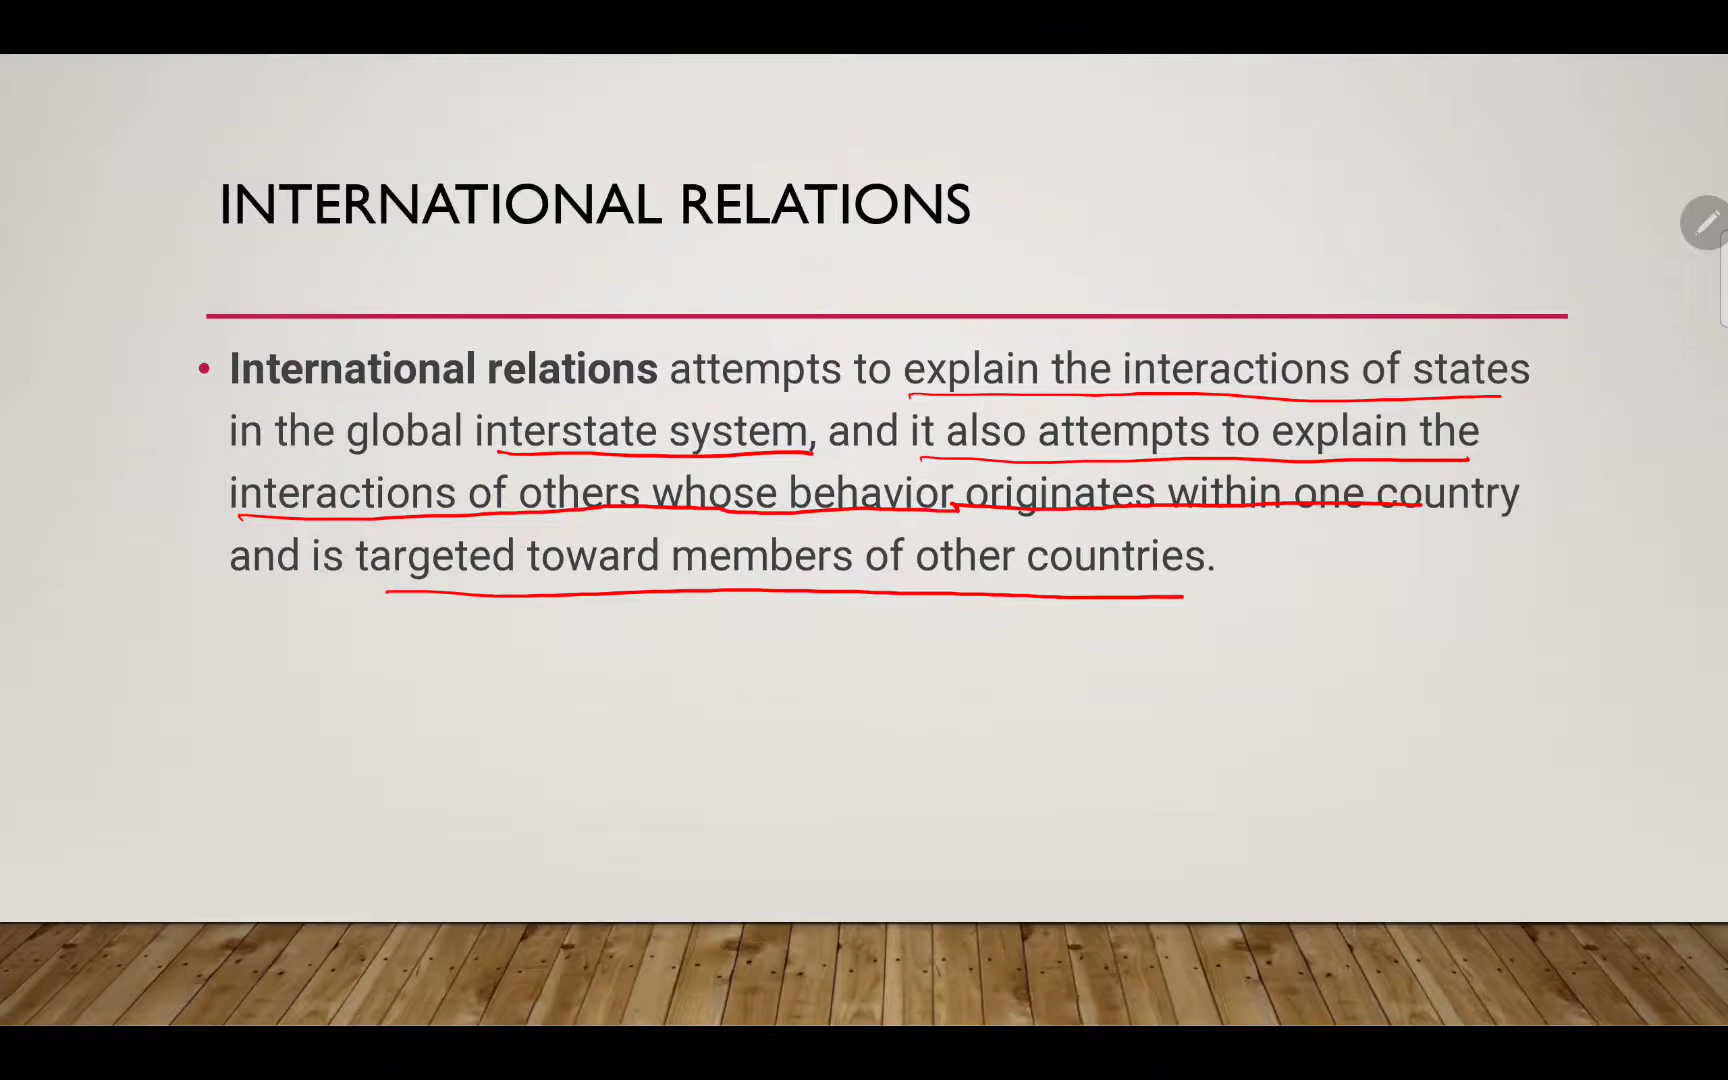 INTERNATIONAL RELATIONS
• International relations attempts to explain the interactions of states
in the global interstate system, and it also attempts to explain the
interactions of others whose behavior originates within one country
and is targeted toward members of other countries.